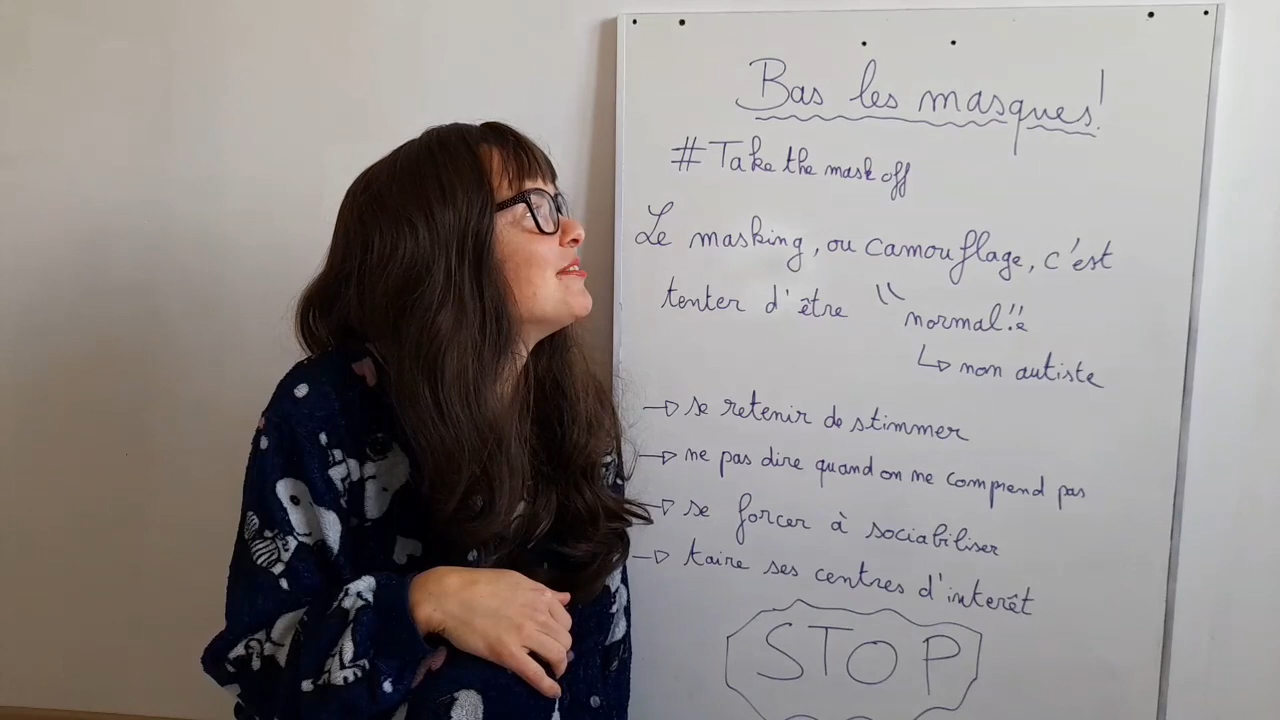 Bas les masques!
#Take the mask off
Le masking, ou camouflage, c'est
tenter d'être "normal.e"
↳ non autiste
→ se retenir de stimmer
→ ne pas dire quand on ne comprend pas
→ se forcer à sociabiliser
→ taire ses centres d'interêt
STOP